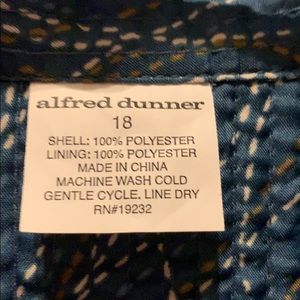 alfred dunner
18
SHELL: 100% POLYESTER
LINING: 100% POLYESTER
MADE IN CHINA
MACHINE WASH COLD
GENTLE CYCLE. LINE DRY
RN#19232